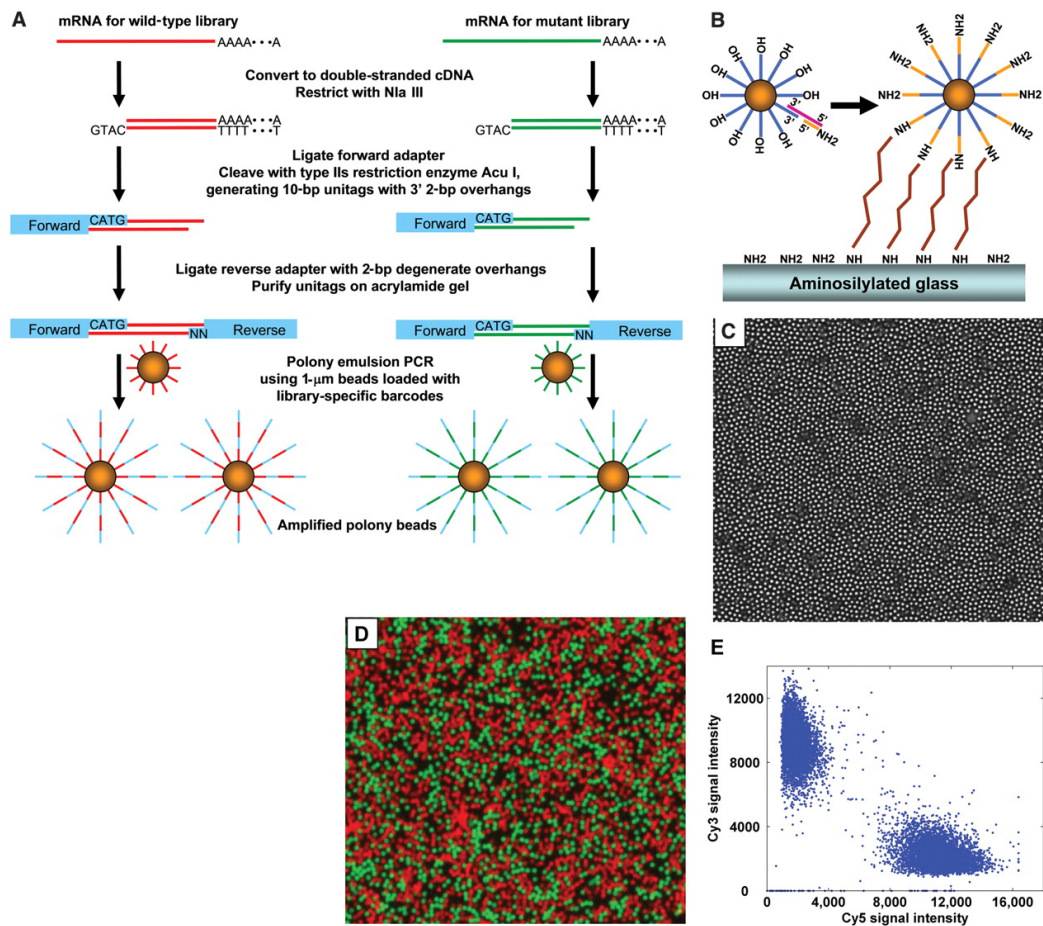 A
mRNA for wild-type library
mRNA for mutant library
AAAA•••A
AAAA•••A
Convert to double-stranded cDNA
Restrict with Nla III
AAAA•••A
GTAC
TTTT•••T
AAAA•••A
GTAC
TTTT•••T
Ligate forward adapter
Cleave with type IIs restriction enzyme Acu I,
generating 10-bp unitags with 3' 2-bp overhangs
Forward
CATG
Forward
CATG
Ligate reverse adapter with 2-bp degenerate overhangs
Purify unitags on acrylamide gel
Forward
CATG
NN
Reverse
Forward
CATG
NN
Reverse
Polony emulsion PCR
using 1-μm beads loaded with
library-specific barcodes
Amplified polony beads
B
OH
OH
OH
OH
OH
OH
OH
OH
OH
OH
OH
3'
5'
3'
5'
NH2
NH2
NH2
NH2
NH2
NH2
NH2
NH2
NH2
NH2
NH
NH
NH
NH
NH2
NH2
NH2
NH
NH
NH
NH
NH2
Aminosilylated glass
C
D
E
12000
8000
4000
0
Cy3 signal intensity
0
4,000
8,000
12,000
16,000
Cy5 signal intensity